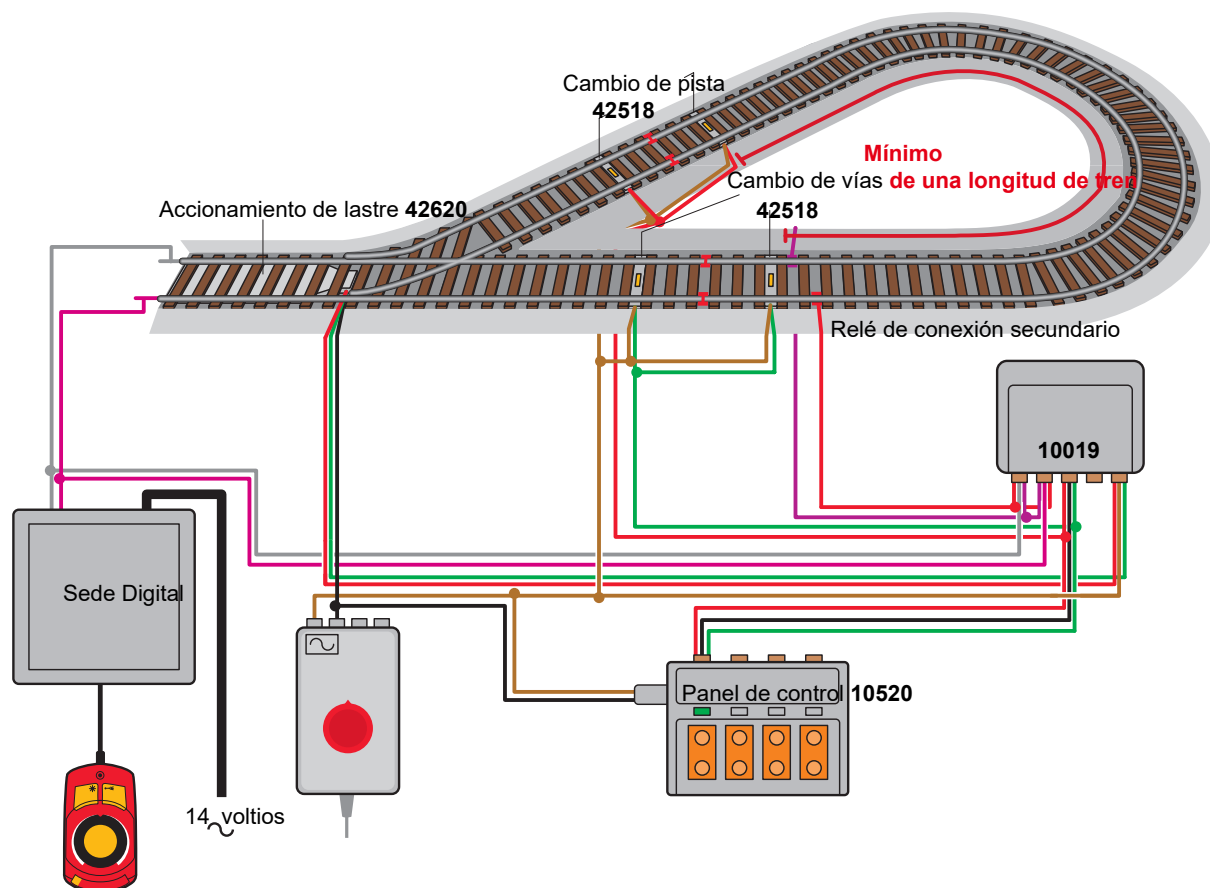 Cambio de pista
42518
Mínimo
Cambio de vías de una longitud de tren
42518
Accionamiento de lastre 42620
Relé de conexión secundario
10019
Sede Digital
Panel de control 10520
14 voltios